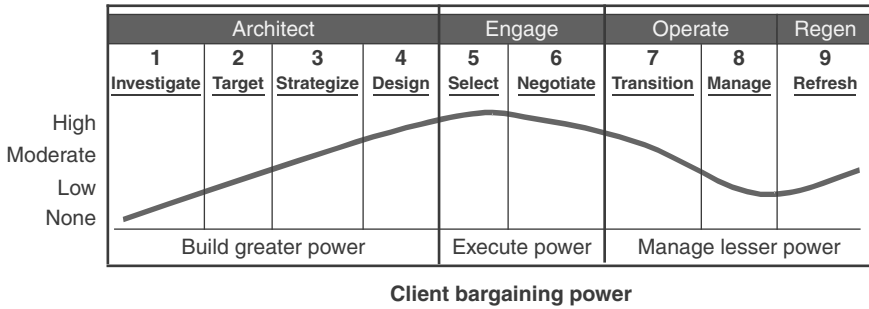 Architect Engage Operate Regen
1 2 3 4 5 6 7 8 9
Investigate Target Strategize Design Select Negotiate Transition Manage Refresh
High
Moderate
Low
None
Build greater power Execute power Manage lesser power
Client bargaining power